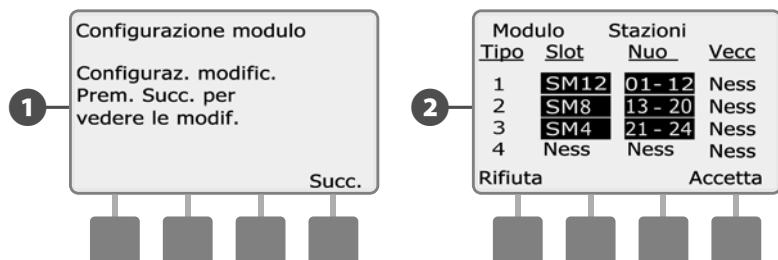 1
Configurazione modulo
Configuraz. modific.
Prem. Succ. per
vedere le modif.
Succ.
2
Modulo Stazioni
Tipo Slot Nuo Vecc
1 SM12 01-12 Ness
2 SM8 13-20 Ness
3 SM4 21-24 Ness
4 Ness Ness Ness
Rifiuta Accetta